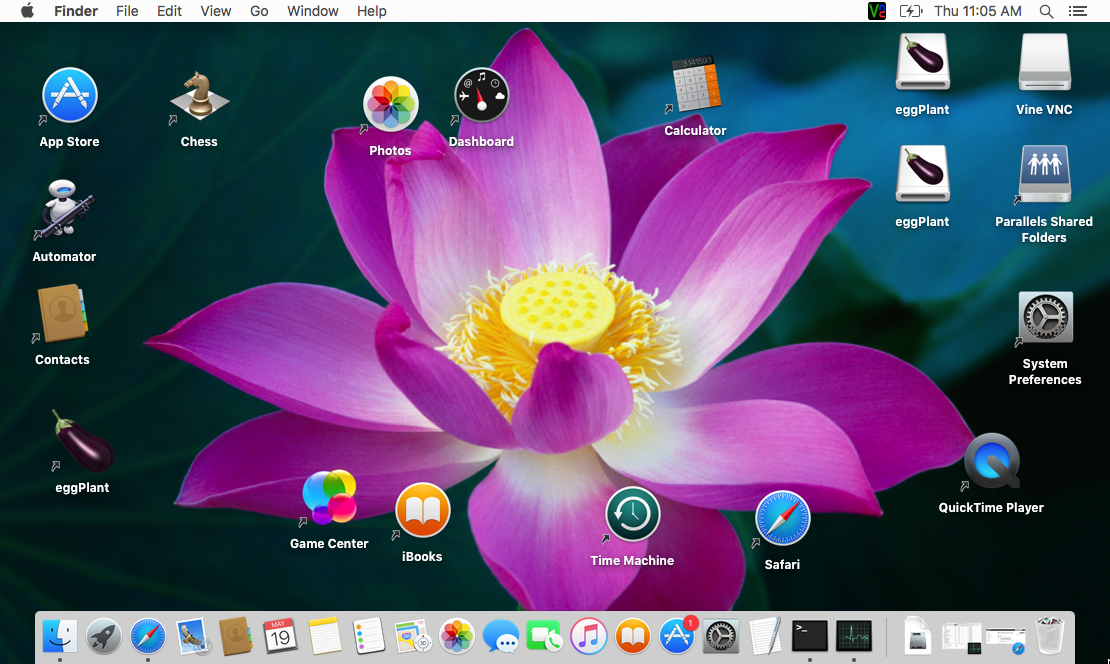 Finder File Edit View Go Window Help Thu 11:05 AM
App Store
Chess
Photos
Dashboard
3.141593
Calculator
eggPlant
Vine VNC
Automator
eggPlant
Parallels Shared
Folders
Contacts
System
Preferences
eggPlant
QuickTime Player
Game Center
iBooks
Time Machine
Safari
MAY
19
1